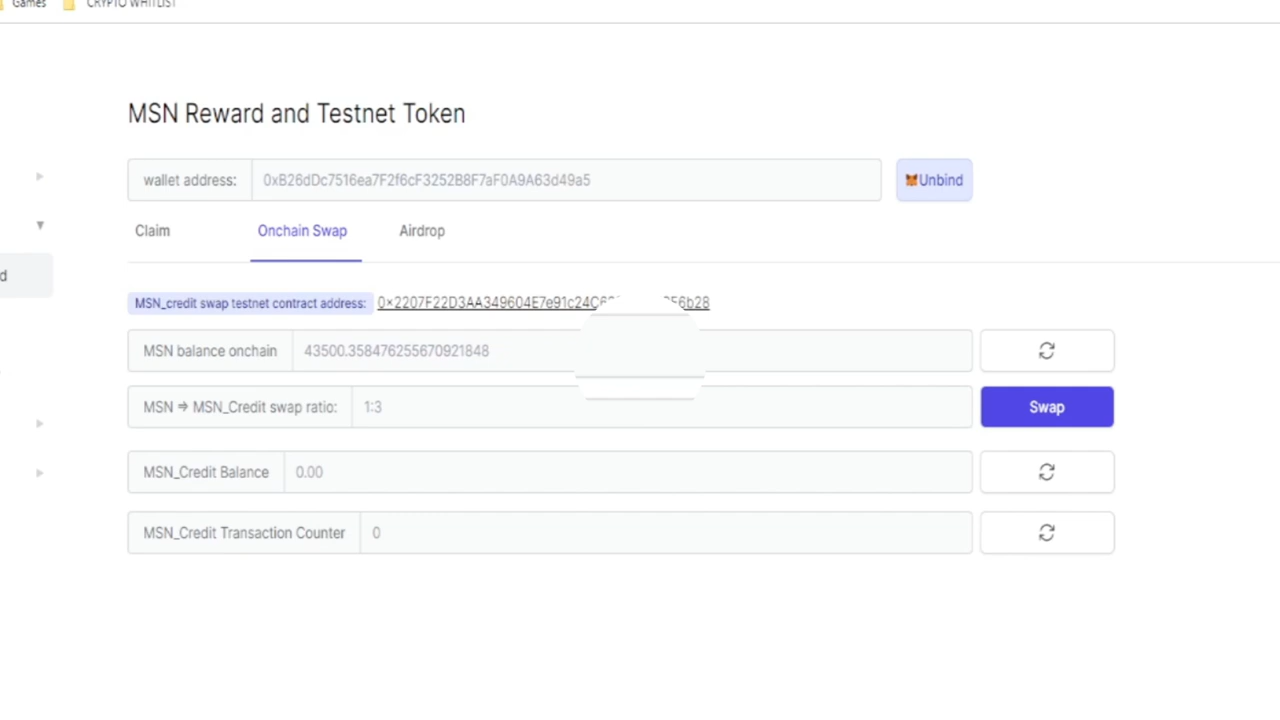 Games CRYPTO WHITLIST
MSN Reward and Testnet Token
wallet address: 0xB26dDc7516ea7F2f6cF3252B8F7aF0A9A63d49a5
Unbind
Claim Onchain Swap Airdrop
d
MSN_credit swap testnet contract address:
MSN balance onchain 43500.358476255670921848
MSN ⇒ MSN_Credit swap ratio: 1:3
Swap
MSN_Credit Balance 0.00
MSN_Credit Transaction Counter 0